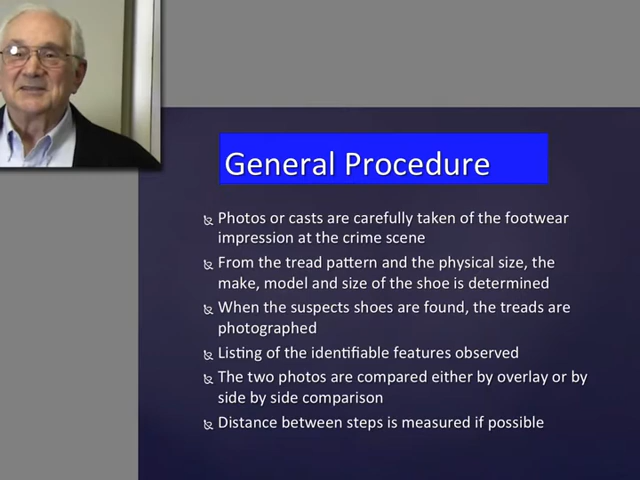 General Procedure
Photos or casts are carefully taken of the footwear
impression at the crime scene
From the tread pattern and the physical size, the
make, model and size of the shoe is determined
When the suspects shoes are found, the treads are
photographed
Listing of the identifiable features observed
The two photos are compared either by overlay or by
side by side comparison
Distance between steps is measured if possible